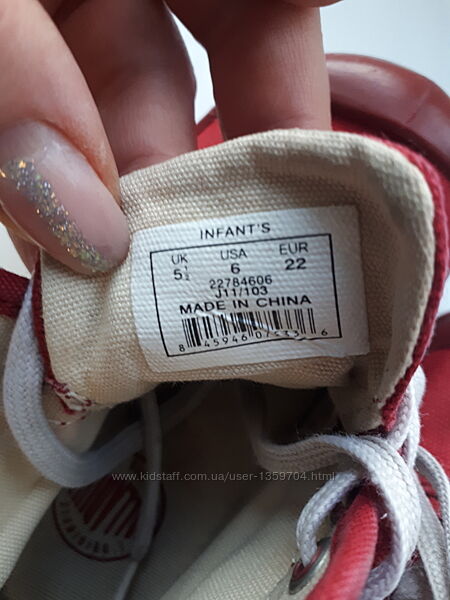 INFANT'S
UK USA EUR
5½ 6 22
22784606
J11/103
MADE IN CHINA
www.kidstaff.com.ua/user-1359704.html